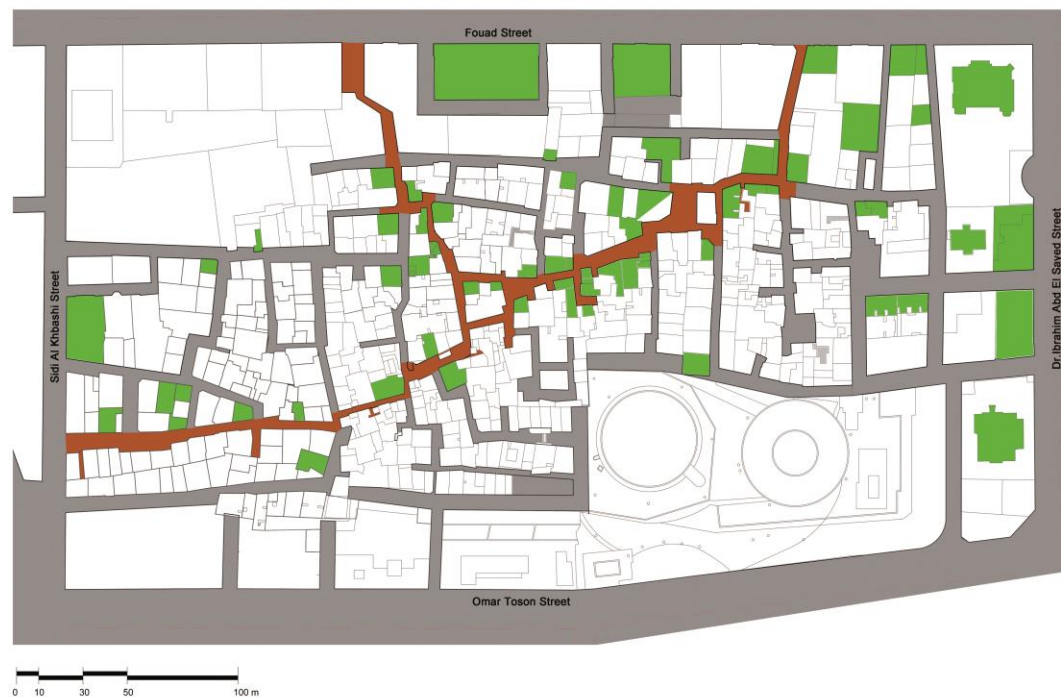 Fouad Street
Sidi Al Khbashi Street
Dr.Ibrahim Abd El Sayed Street
Omar Toson Street
0 10 30 50 100 m